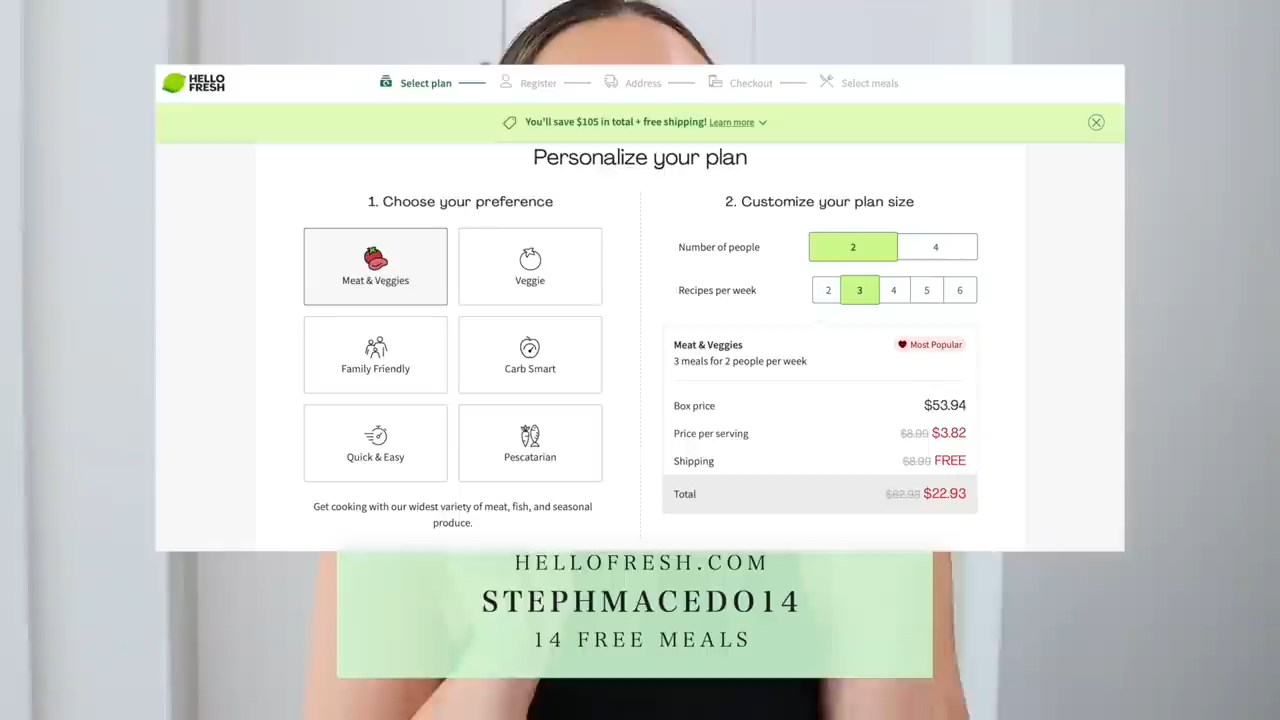 HELLO
FRESH
Select plan
Register
Address
Checkout
Select meals
You'll save $105 in total + free shipping! Learn more
Personalize your plan
1. Choose your preference
Meat & Veggies
Veggie
Family Friendly
Carb Smart
Quick & Easy
Pescatarian
Get cooking with our widest variety of meat, fish, and seasonal
produce.
2. Customize your plan size
Number of people 2 4
Recipes per week 2 3 4 5 6
Meat & Veggies Most Popular
3 meals for 2 people per week
Box price $53.94
Price per serving $8.99 $3.82
Shipping $8.99 FREE
Total $62.93 $22.93
HELLOFRESH.COM
STEPHMACEDO14
14 FREE MEALS